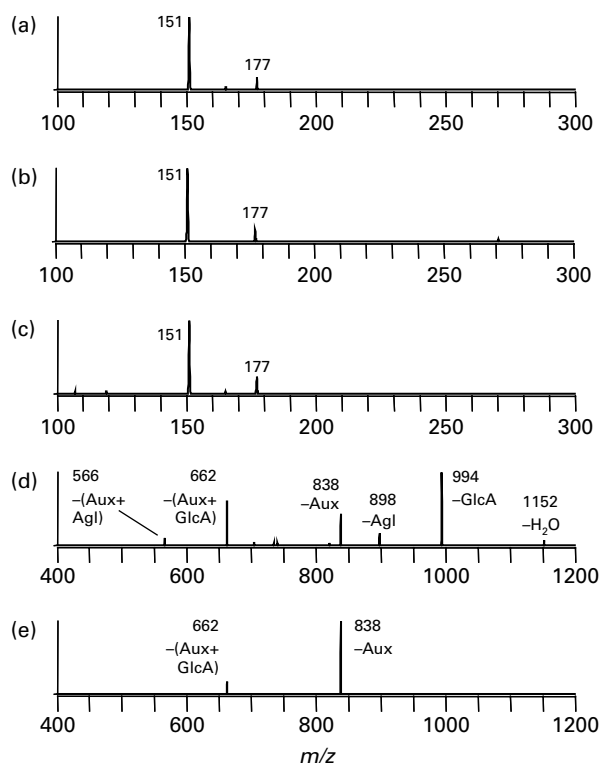 (a)
151
177
100 150 200 250 300
(b)
151
177
100 150 200 250 300
(c)
151
177
100 150 200 250 300
(d)
566
–(Aux+
Agl)
662
–(Aux+
GlcA)
838
–Aux
898
–Agl
994
–GlcA
1152
–H₂O
400 600 800 1000 1200
(e)
662
–(Aux+
GlcA)
838
–Aux
400 600 800 1000 1200
m/z